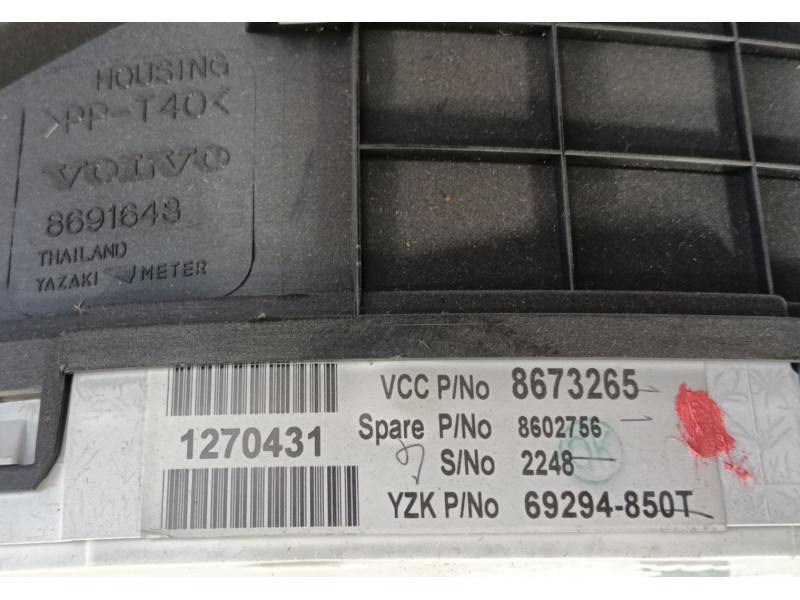 HOUSING
>PP-T40<
VOLVO
8691643
THAILAND
YAZAKI METER
1270431
VCC P/No 8673265
Spare P/No 8602756
S/No 2248
YZK P/No 69294-850T